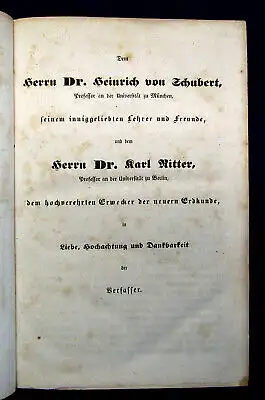 Dem
Herrn Dr. Heinrich von Schubert,
Professor an der Universität zu München,
seinem inniggeliebten Lehrer und Freunde,
und dem
Herrn Dr. Karl Ritter,
Professor an der Universität zu Berlin,
dem hochverehrten Erwecker der neuern Erdkunde,
in
Liebe, Hochachtung und Dankbarkeit
der
Verfasser.